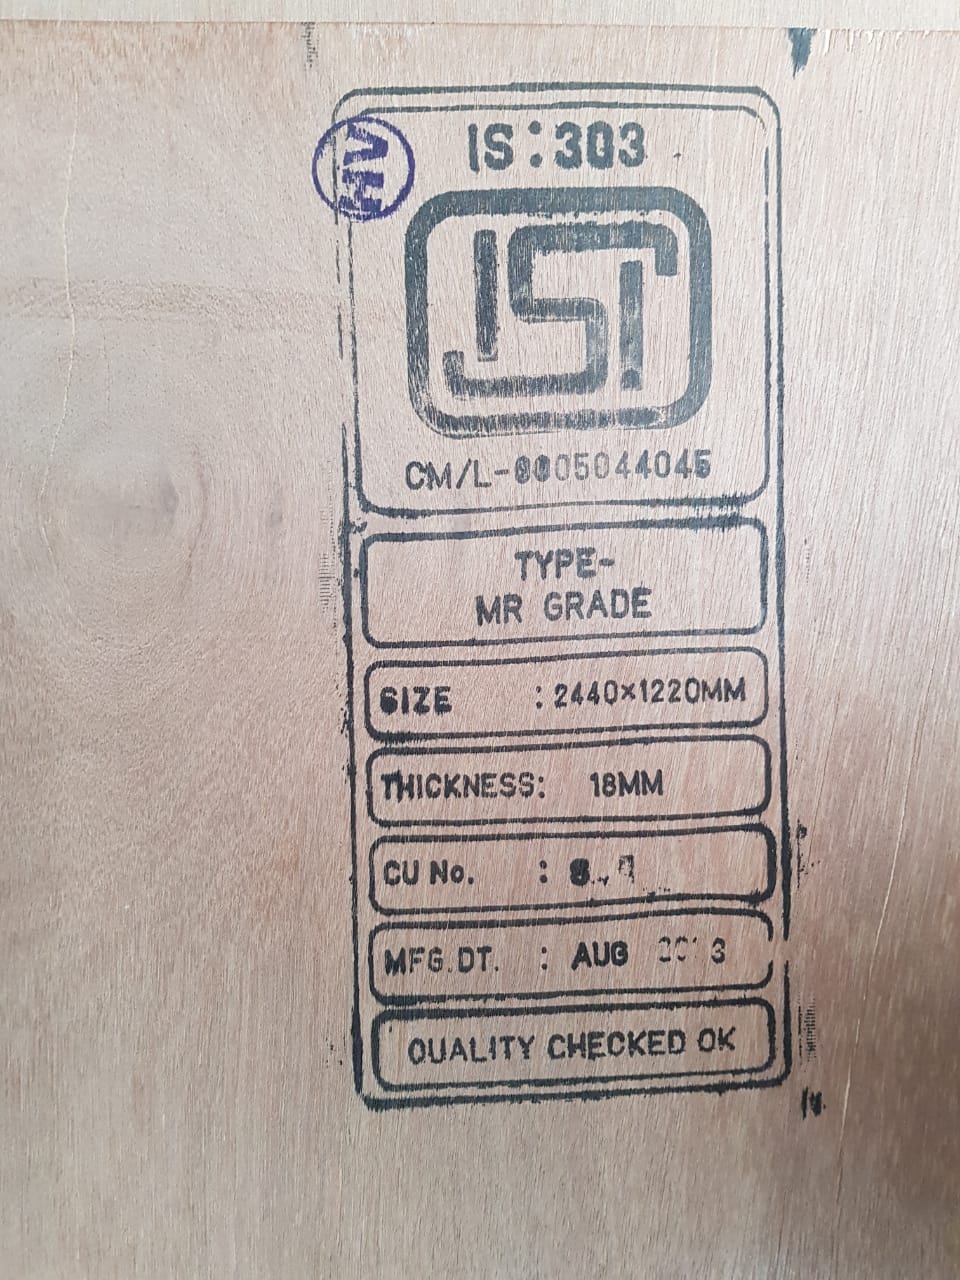 HV
IS:303
ISI
CM/L-8005044045
TYPE-
MR GRADE
SIZE : 2440×1220MM
THICKNESS: 18MM
CU No. :
MFG.DT. : AUG
QUALITY CHECKED OK